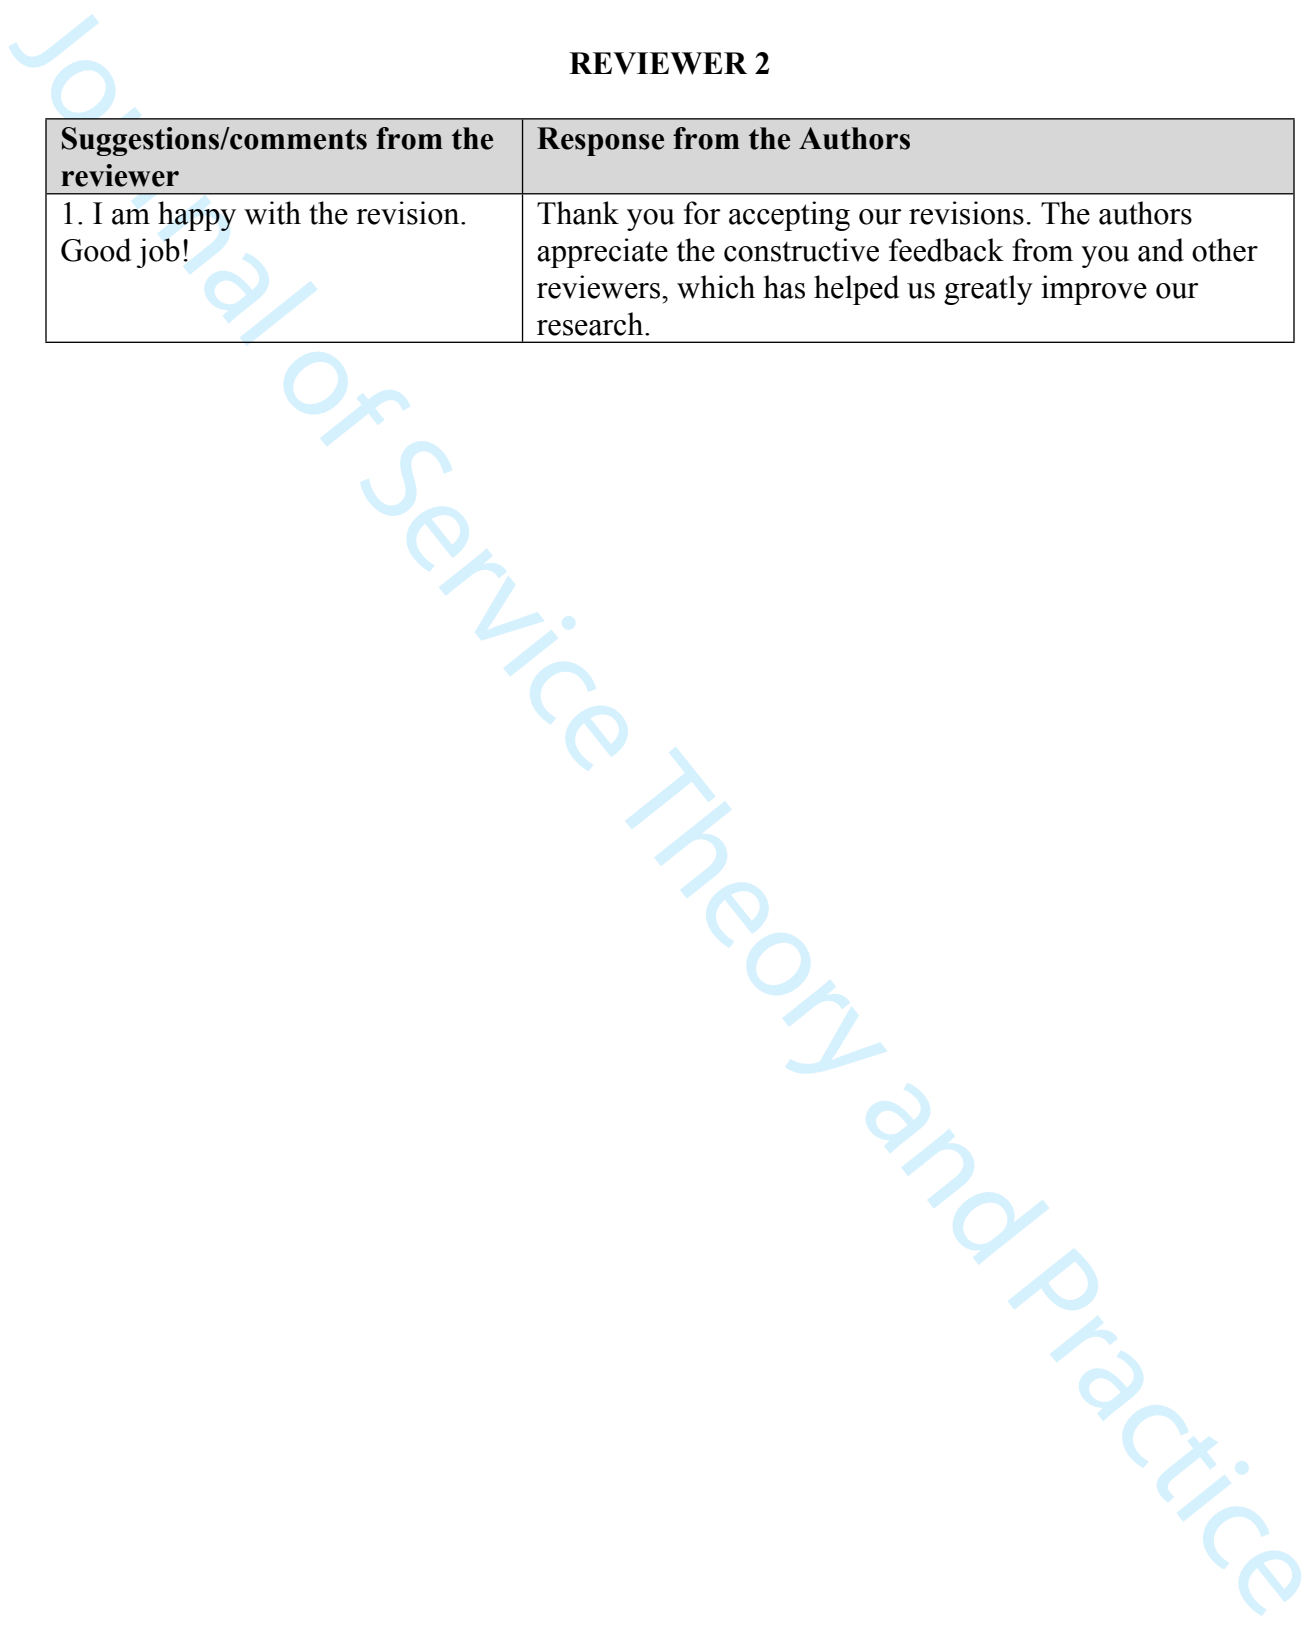 REVIEWER 2
Suggestions/comments from the
reviewer
Response from the Authors
1. I am happy with the revision.
Good job!
Thank you for accepting our revisions. The authors
appreciate the constructive feedback from you and other
reviewers, which has helped us greatly improve our
research.
Journal of Service Theory and Practice